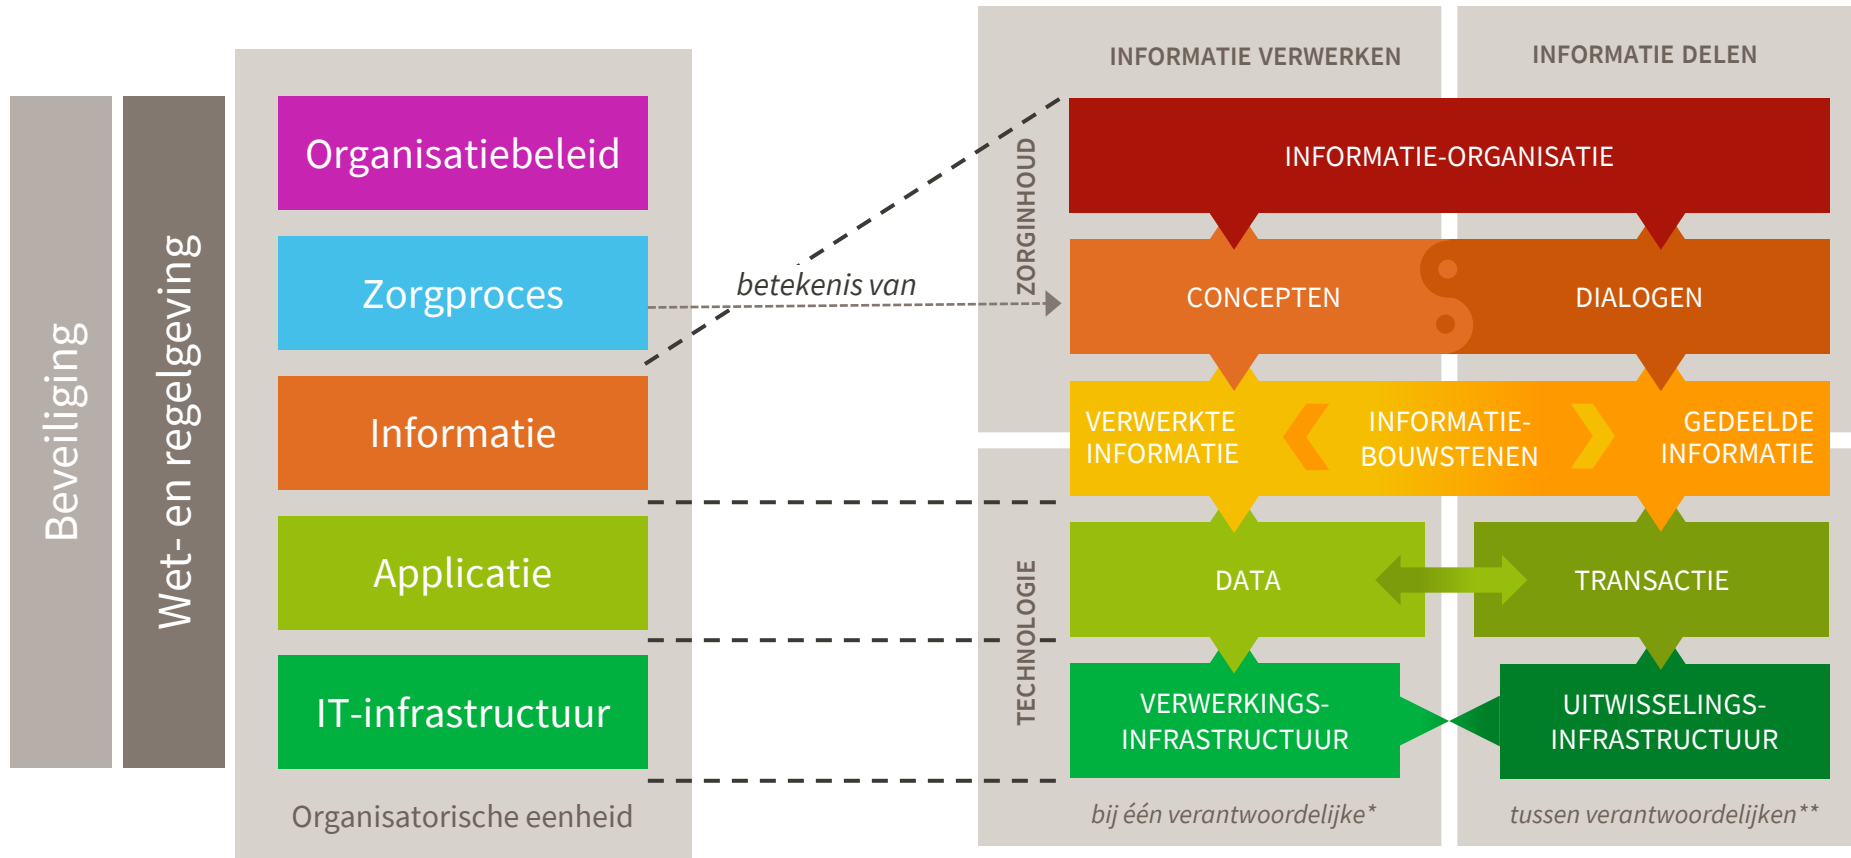 Beveiliging
Wet- en regelgeving
Organisatiebeleid
Zorgproces
Informatie
Applicatie
IT-infrastructuur
Organisatorische eenheid
betekenis van
INFORMATIE VERWERKEN
INFORMATIE DELEN
ZORGINHOUD
TECHNOLOGIE
INFORMATIE-ORGANISATIE
CONCEPTEN
DIALOGEN
VERWERKTE
INFORMATIE
INFORMATIE-
BOUWSTENEN
GEDEELDE
INFORMATIE
DATA
TRANSACTIE
VERWERKINGS-
INFRASTRUCTUUR
UITWISSELINGS-
INFRASTRUCTUUR
bij één verantwoordelijke*
tussen verantwoordelijken**